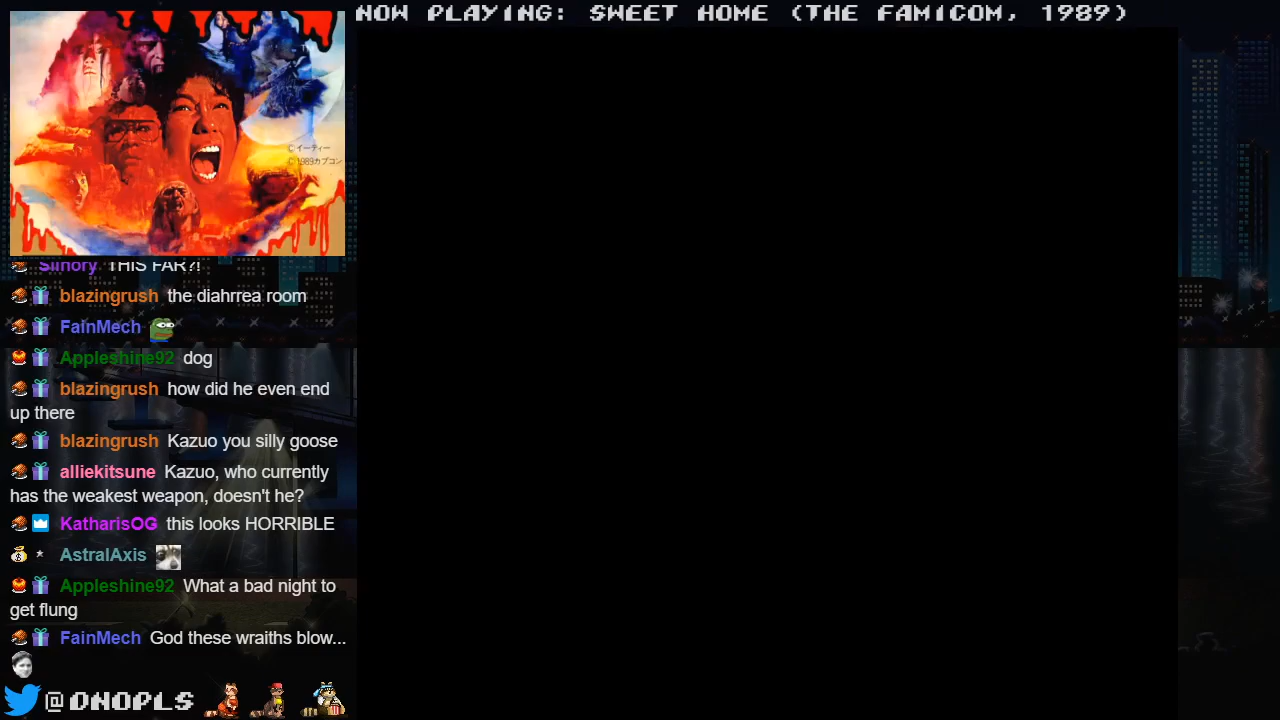 NOW PLAYING: SWEET HOME (THE FAMICOM, 1989)
© イーティー
© 1989カプコン
Slihory THIS FAR?!
blazingrush the diahrrea room
FainMech
Appleshine92 dog
blazingrush how did he even end
up there
blazingrush Kazuo you silly goose
alliekitsune Kazuo, who currently
has the weakest weapon, doesn't he?
KatharisOG this looks HORRIBLE
AstralAxis
Appleshine92 What a bad night to
get flung
FainMech God these wraiths blow...
@DNOPLS